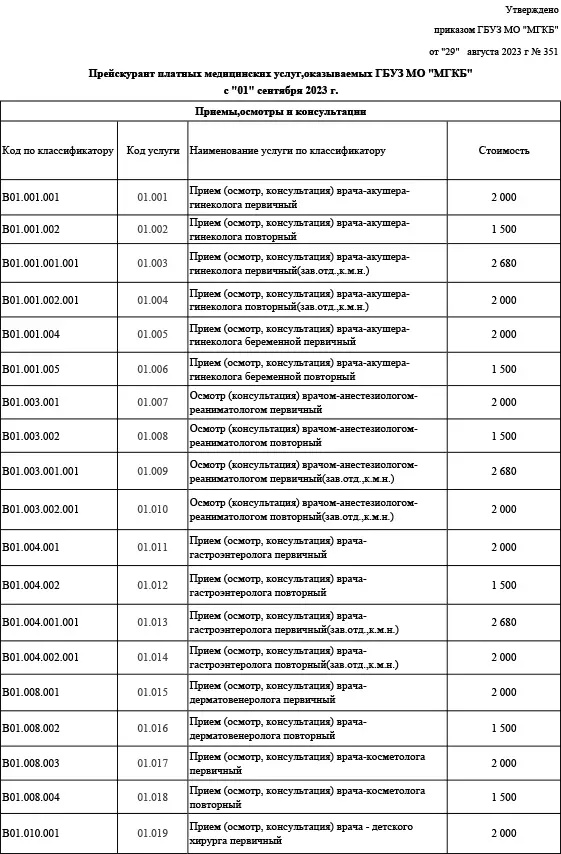 Утверждено
приказом ГБУЗ МО "МГКБ"
от "29" августа 2023 г № 351
Прейскурант платных медицинских услуг,оказываемых ГБУЗ МО "МГКБ"
с "01" сентября 2023 г.
Приемы,осмотры и консультации
Код по классификатору Код услуги Наименование услуги по классификатору Стоимость
B01.001.001 01.001 Прием (осмотр, консультация) врача-акушера-
гинеколога первичный 2 000
B01.001.002 01.002 Прием (осмотр, консультация) врача-акушера-
гинеколога повторный 1 500
B01.001.001.001 01.003 Прием (осмотр, консультация) врача-акушера-
гинеколога первичный(зав.отд.,к.м.н.) 2 680
B01.001.002.001 01.004 Прием (осмотр, консультация) врача-акушера-
гинеколога повторный(зав.отд.,к.м.н.) 2 000
B01.001.004 01.005 Прием (осмотр, консультация) врача-акушера-
гинеколога беременной первичный 2 000
B01.001.005 01.006 Прием (осмотр, консультация) врача-акушера-
гинеколога беременной повторный 1 500
B01.003.001 01.007 Осмотр (консультация) врачом-анестезиологом-
реаниматологом первичный 2 000
B01.003.002 01.008 Осмотр (консультация) врачом-анестезиологом-
реаниматологом повторный 1 500
B01.003.001.001 01.009 Осмотр (консультация) врачом-анестезиологом-
реаниматологом первичный(зав.отд.,к.м.н.) 2 680
B01.003.002.001 01.010 Осмотр (консультация) врачом-анестезиологом-
реаниматологом повторный(зав.отд.,к.м.н.) 2 000
B01.004.001 01.011 Прием (осмотр, консультация) врача-
гастроэнтеролога первичный 2 000
B01.004.002 01.012 Прием (осмотр, консультация) врача-
гастроэнтеролога повторный 1 500
B01.004.001.001 01.013 Прием (осмотр, консультация) врача-
гастроэнтеролога первичный(зав.отд.,к.м.н.) 2 680
B01.004.002.001 01.014 Прием (осмотр, консультация) врача-
гастроэнтеролога повторный(зав.отд.,к.м.н.) 2 000
B01.008.001 01.015 Прием (осмотр, консультация) врача-
дерматовенеролога первичный 2 000
B01.008.002 01.016 Прием (осмотр, консультация) врача-
дерматовенеролога повторный 1 500
B01.008.003 01.017 Прием (осмотр, консультация) врача-косметолога
первичный 2 000
B01.008.004 01.018 Прием (осмотр, консультация) врача-косметолога
повторный 1 500
B01.010.001 01.019 Прием (осмотр, консультация) врача - детского
хирурга первичный 2 000